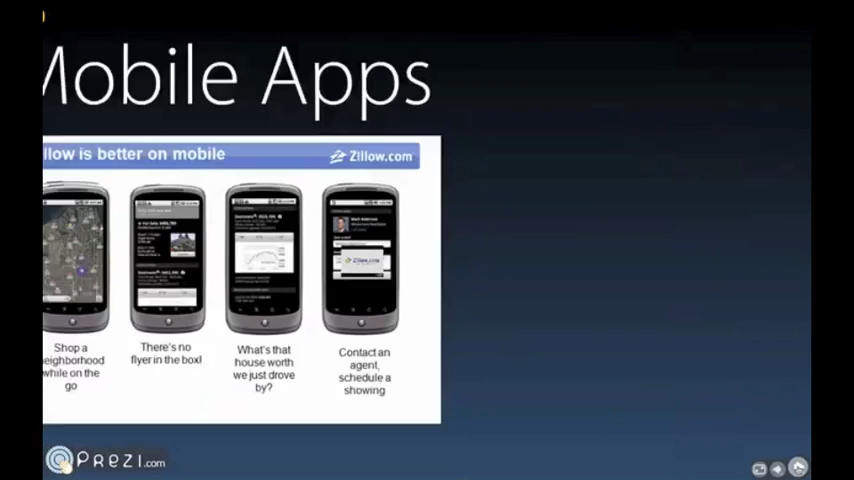 Mobile Apps
llow is better on mobile
Zillow.com
Shop a
eighborhood
while on the
go
There's no
flyer in the box!
What's that
house worth
we just drove
by?
Contact an
agent,
schedule a
showing
PREZI.com